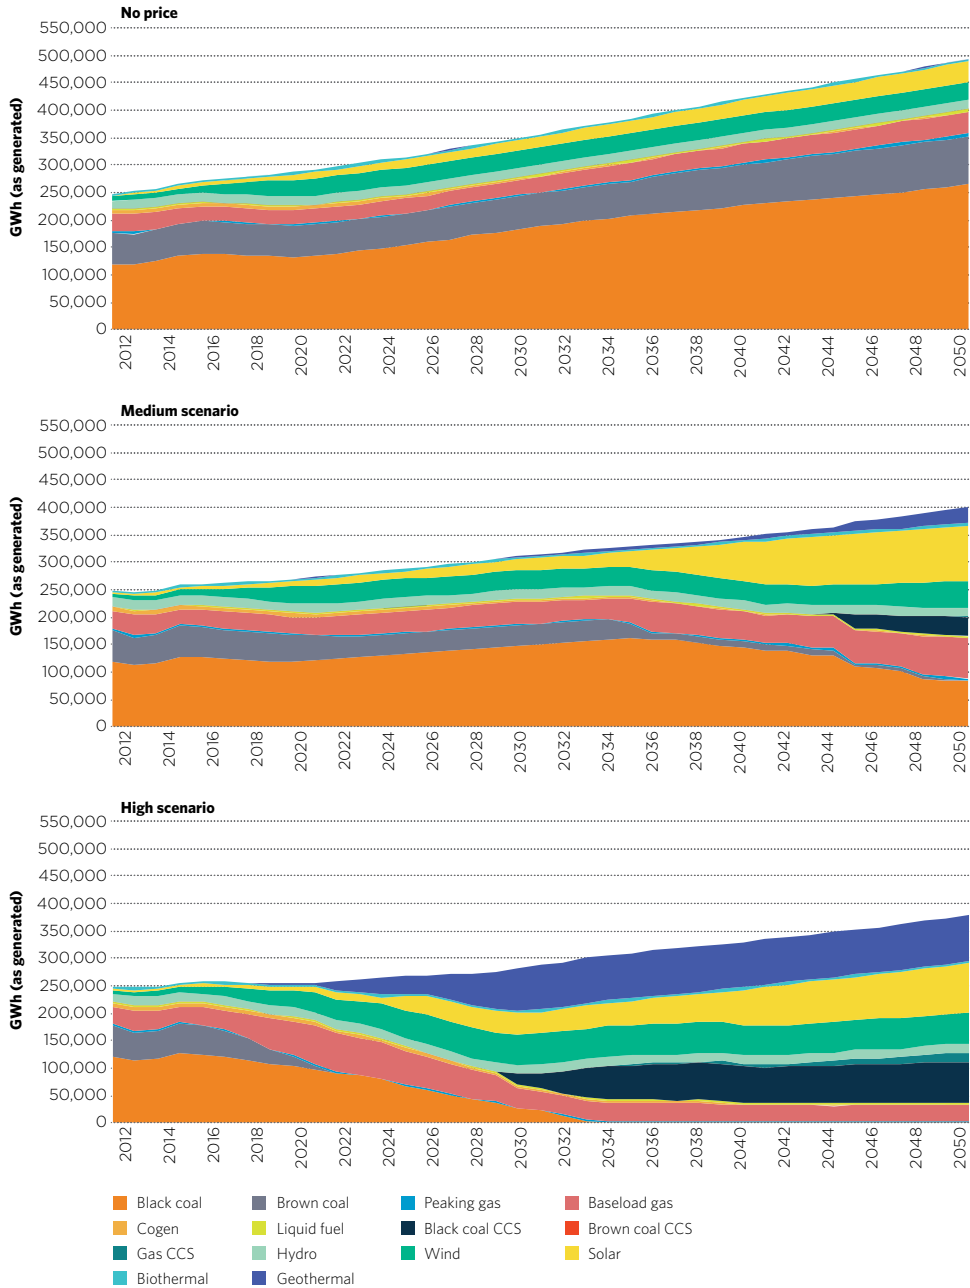 No price
GWh (as generated)
550,000
500,000
450,000
400,000
350,000
300,000
250,000
200,000
150,000
100,000
50,000
0
2012 2014 2016 2018 2020 2022 2024 2026 2028 2030 2032 2034 2036 2038 2040 2042 2044 2046 2048 2050
Medium scenario
GWh (as generated)
550,000
500,000
450,000
400,000
350,000
300,000
250,000
200,000
150,000
100,000
50,000
0
2012 2014 2016 2018 2020 2022 2024 2026 2028 2030 2032 2034 2036 2038 2040 2042 2044 2046 2048 2050
High scenario
GWh (as generated)
550,000
500,000
450,000
400,000
350,000
300,000
250,000
200,000
150,000
100,000
50,000
0
2012 2014 2016 2018 2020 2022 2024 2026 2028 2030 2032 2034 2036 2038 2040 2042 2044 2046 2048 2050
Black coal Brown coal Peaking gas Baseload gas
Cogen Liquid fuel Black coal CCS Brown coal CCS
Gas CCS Hydro Wind Solar
Biothermal Geothermal